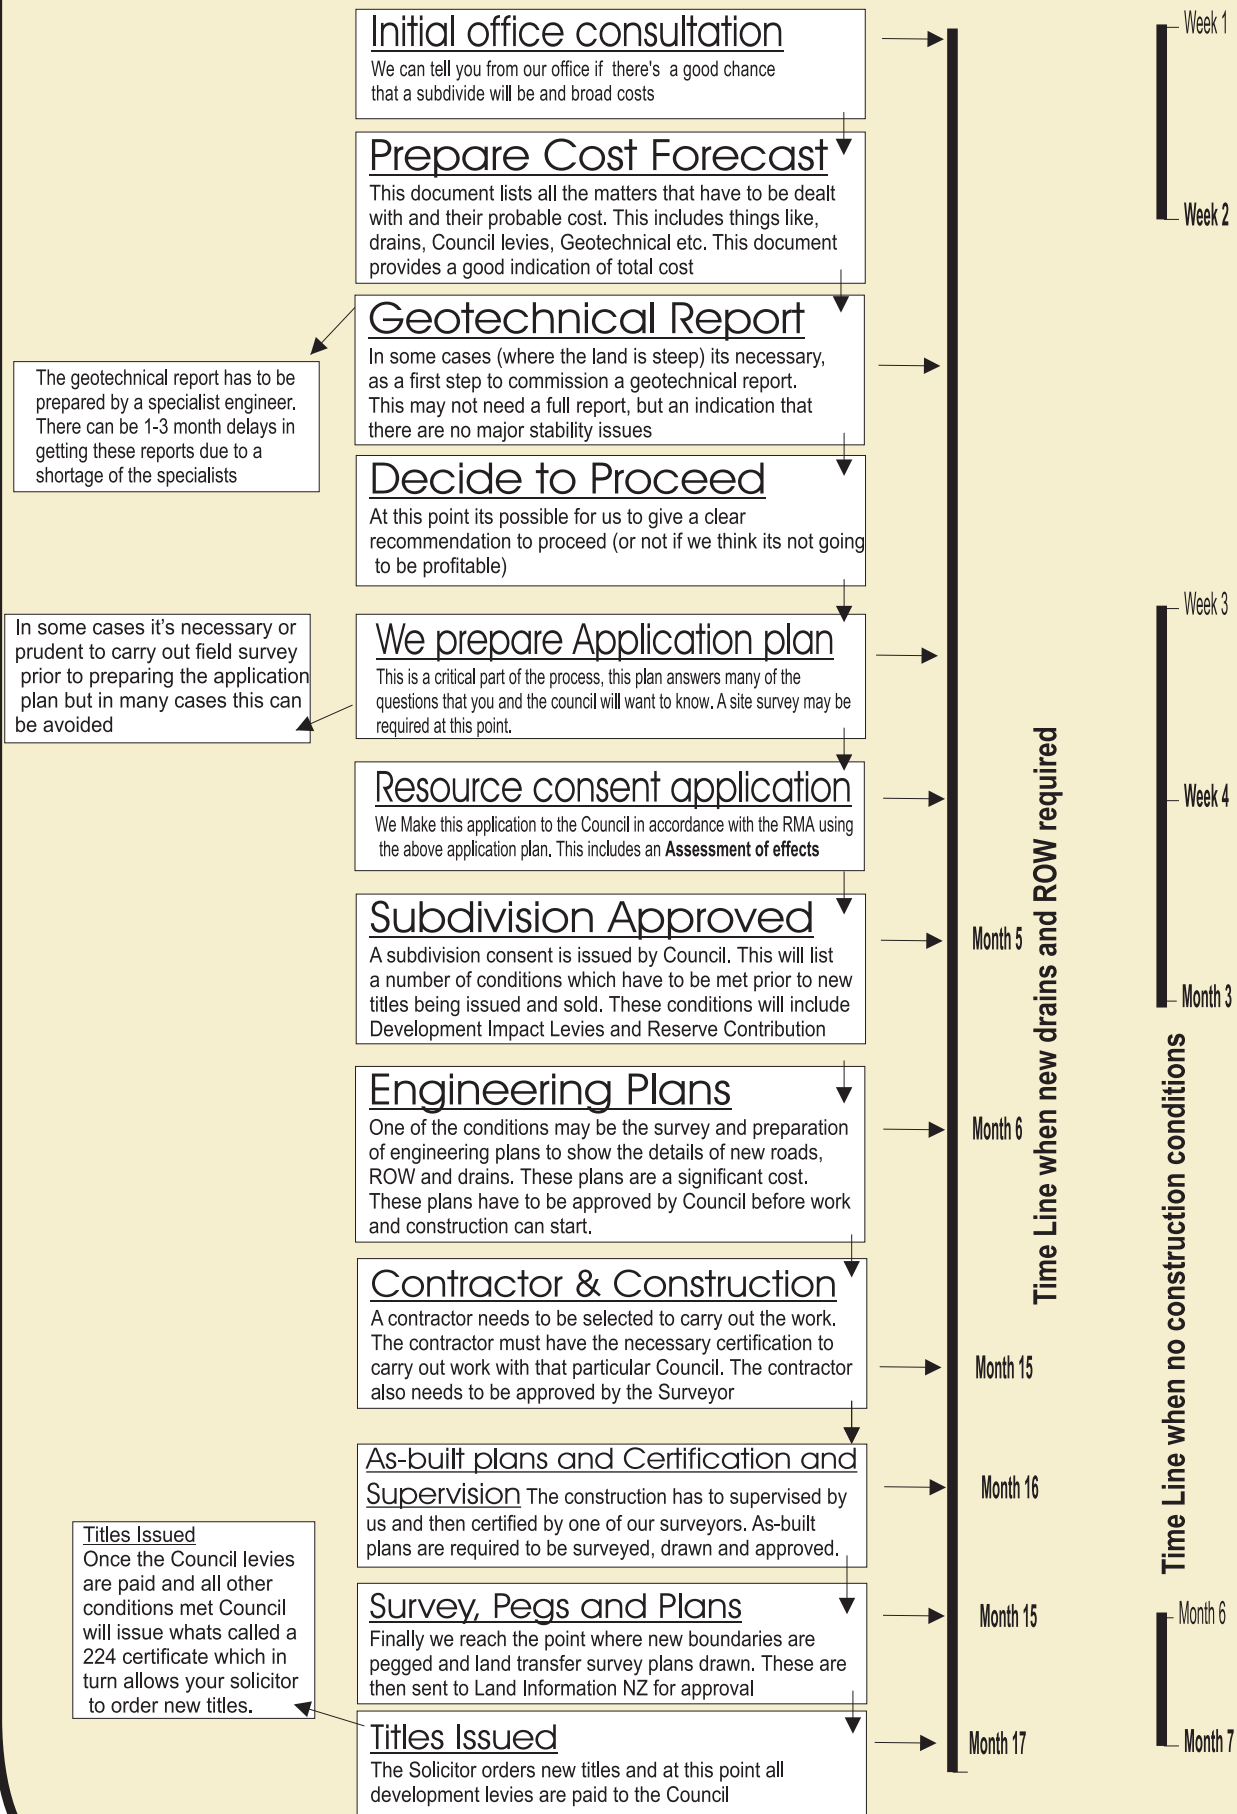 Initial office consultation
We can tell you from our office if there's a good chance
that a subdivide will be and broad costs
Prepare Cost Forecast
This document lists all the matters that have to be dealt
with and their probable cost. This includes things like,
drains, Council levies, Geotechnical etc. This document
provides a good indication of total cost
Geotechnical Report
In some cases (where the land is steep) its necessary,
as a first step to commission a geotechnical report.
This may not need a full report, but an indication that
there are no major stability issues
The geotechnical report has to be
prepared by a specialist engineer.
There can be 1-3 month delays in
getting these reports due to a
shortage of the specialists
Decide to Proceed
At this point its possible for us to give a clear
recommendation to proceed (or not if we think its not going
to be profitable)
We prepare Application plan
This is a critical part of the process, this plan answers many of the
questions that you and the council will want to know. A site survey may be
required at this point.
In some cases it's necessary or
prudent to carry out field survey
prior to preparing the application
plan but in many cases this can
be avoided
Resource consent application
We Make this application to the Council in accordance with the RMA using
the above application plan. This includes an Assessment of effects
Subdivision Approved
A subdivision consent is issued by Council. This will list
a number of conditions which have to be met prior to new
titles being issued and sold. These conditions will include
Development Impact Levies and Reserve Contribution
Engineering Plans
One of the conditions may be the survey and preparation
of engineering plans to show the details of new roads,
ROW and drains. These plans are a significant cost.
These plans have to be approved by Council before work
and construction can start.
Contractor & Construction
A contractor needs to be selected to carry out the work.
The contractor must have the necessary certification to
carry out work with that particular Council. The contractor
also needs to be approved by the Surveyor
As-built plans and Certification and
Supervision The construction has to supervised by
us and then certified by one of our surveyors. As-built
plans are required to be surveyed, drawn and approved.
Survey, Pegs and Plans
Finally we reach the point where new boundaries are
pegged and land transfer survey plans drawn. These are
then sent to Land Information NZ for approval
Titles Issued
Once the Council levies
are paid and all other
conditions met Council
will issue whats called a
224 certificate which in
turn allows your solicitor
to order new titles.
Titles Issued
The Solicitor orders new titles and at this point all
development levies are paid to the Council
Month 5
Month 6
Month 15
Month 16
Month 15
Month 17
Time Line when new drains and ROW required
Week 1
Week 2
Week 3
Week 4
Month 3
Time Line when no construction conditions
Month 6
Month 7